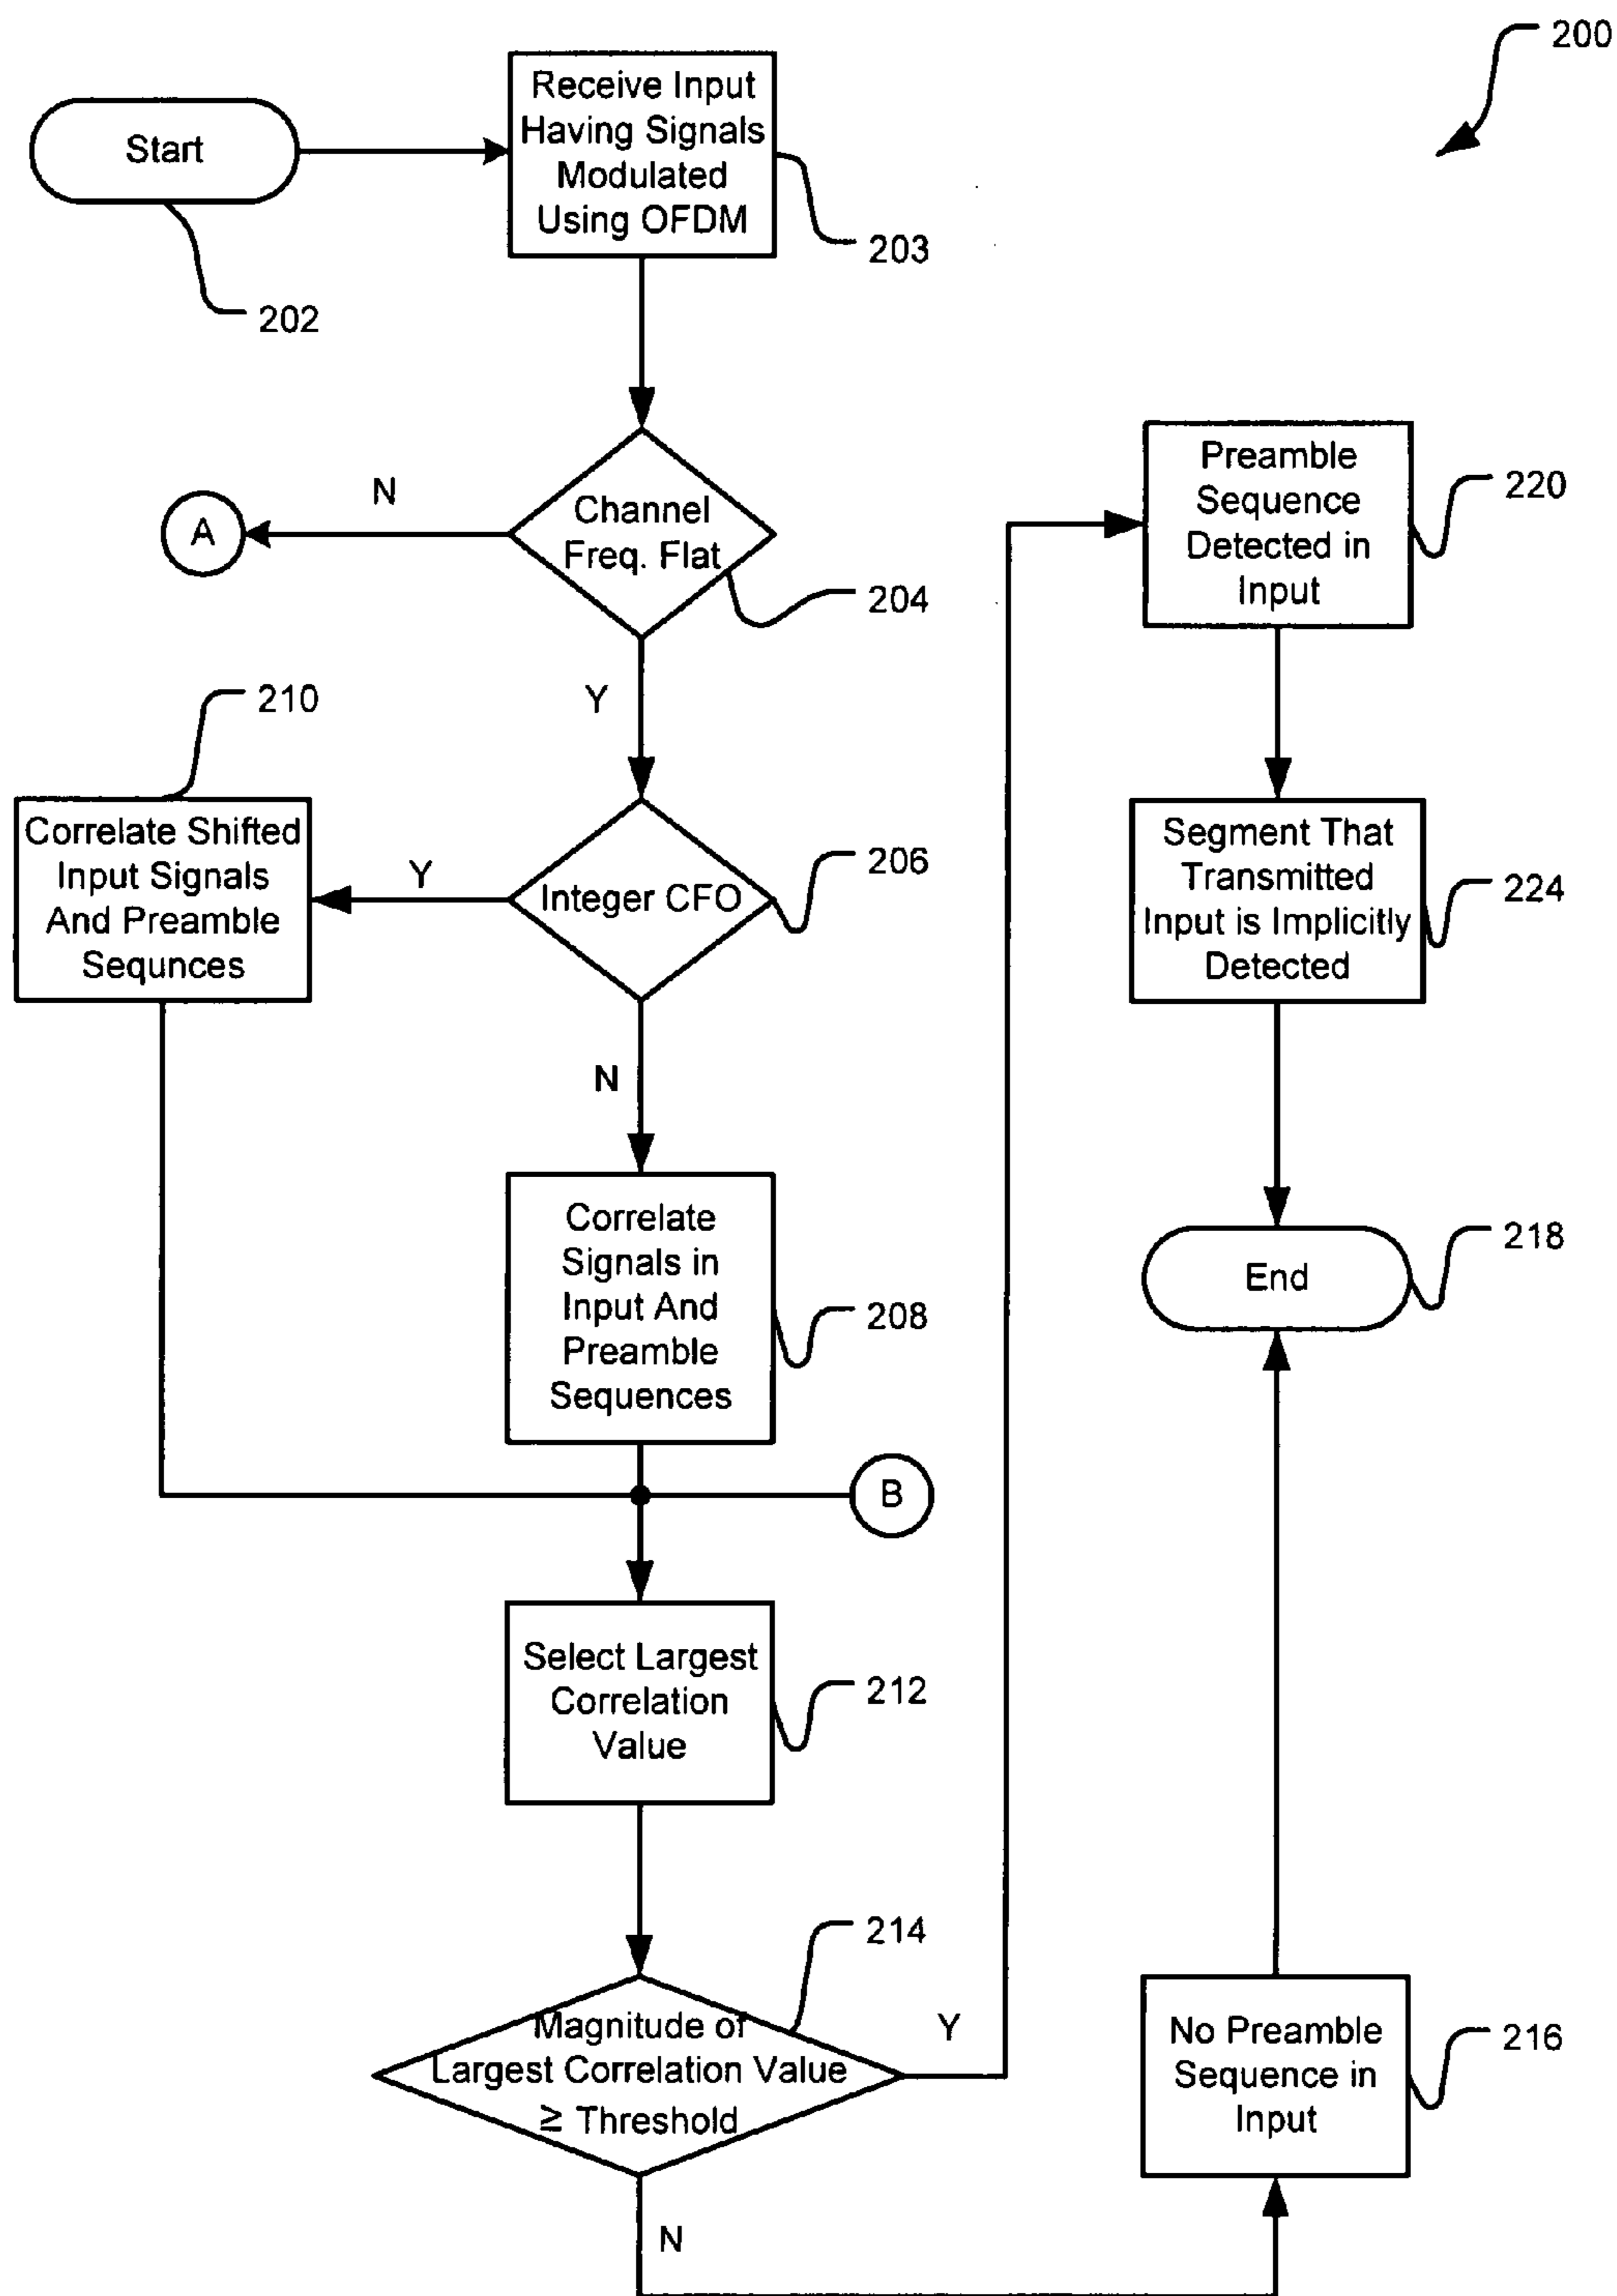 200
Start
202
Receive Input
Having Signals
Modulated
Using OFDM
203
Channel
Freq. Flat
204
N
A
Y
Integer CFO
206
Y
210
Correlate Shifted
Input Signals
And Preamble
Sequnces
N
Correlate
Signals in
Input And
Preamble
Sequences
208
B
Select Largest
Correlation
Value
212
Magnitude of
Largest Correlation Value
≥ Threshold
214
Y
N
Preamble
Sequence
Detected in
Input
220
Segment That
Transmitted
Input is Implicitly
Detected
224
End
218
No Preamble
Sequence in
Input
216